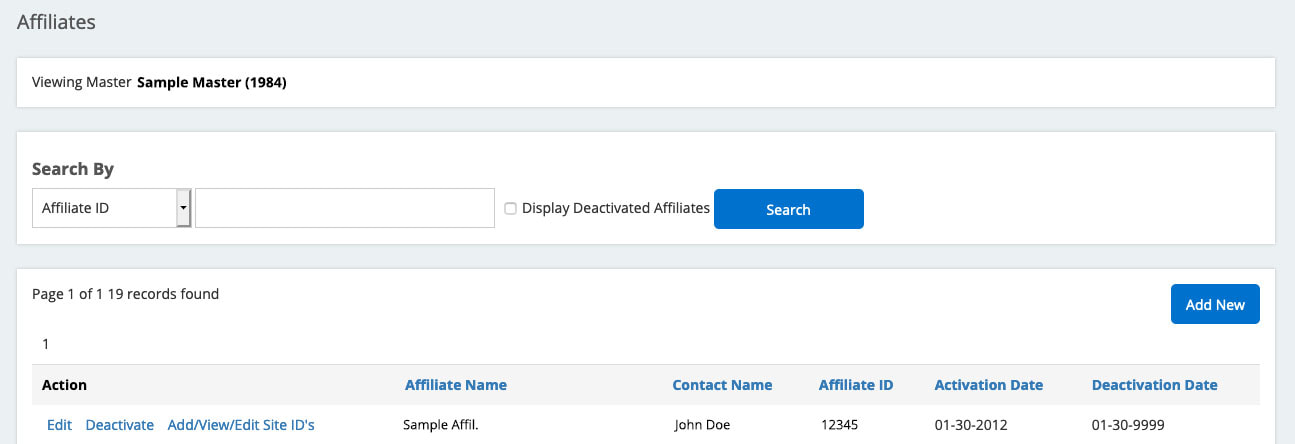 Affiliates
Viewing Master Sample Master (1984)
Search By
Affiliate ID Display Deactivated Affiliates Search
Page 1 of 1 19 records found
Add New
1
Action Affiliate Name Contact Name Affiliate ID Activation Date Deactivation Date
Edit Deactivate Add/View/Edit Site ID's Sample Affil. John Doe 12345 01-30-2012 01-30-9999